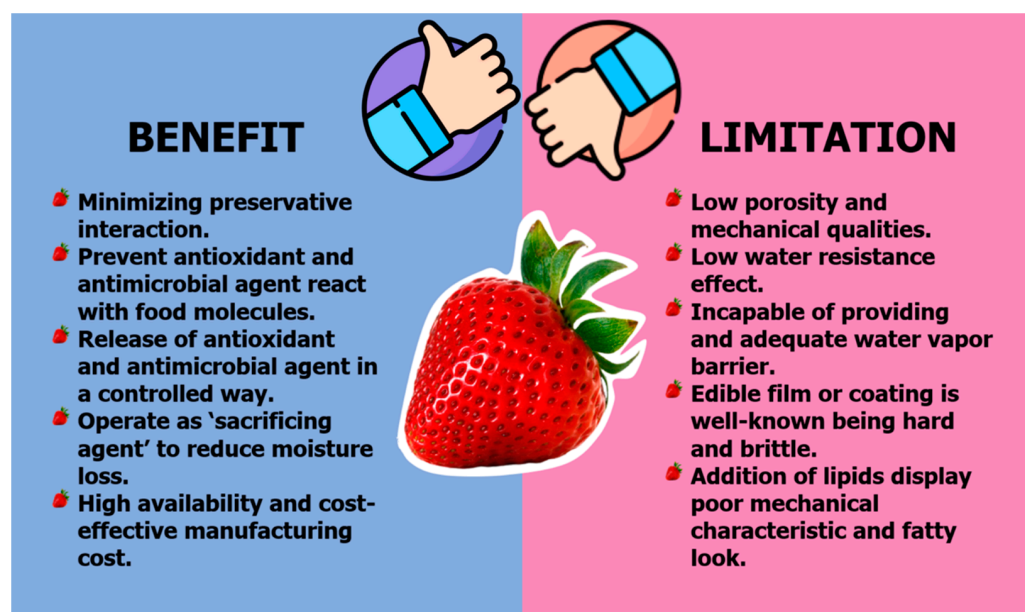 BENEFIT
Minimizing preservative
interaction.
Prevent antioxidant and
antimicrobial agent react
with food molecules.
Release of antioxidant
and antimicrobial agent in
a controlled way.
Operate as ‘sacrificing
agent’ to reduce moisture
loss.
High availability and cost-
effective manufacturing
cost.
LIMITATION
Low porosity and
mechanical qualities.
Low water resistance
effect.
Incapable of providing
and adequate water vapor
barrier.
Edible film or coating is
well-known being hard
and brittle.
Addition of lipids display
poor mechanical
characteristic and fatty
look.